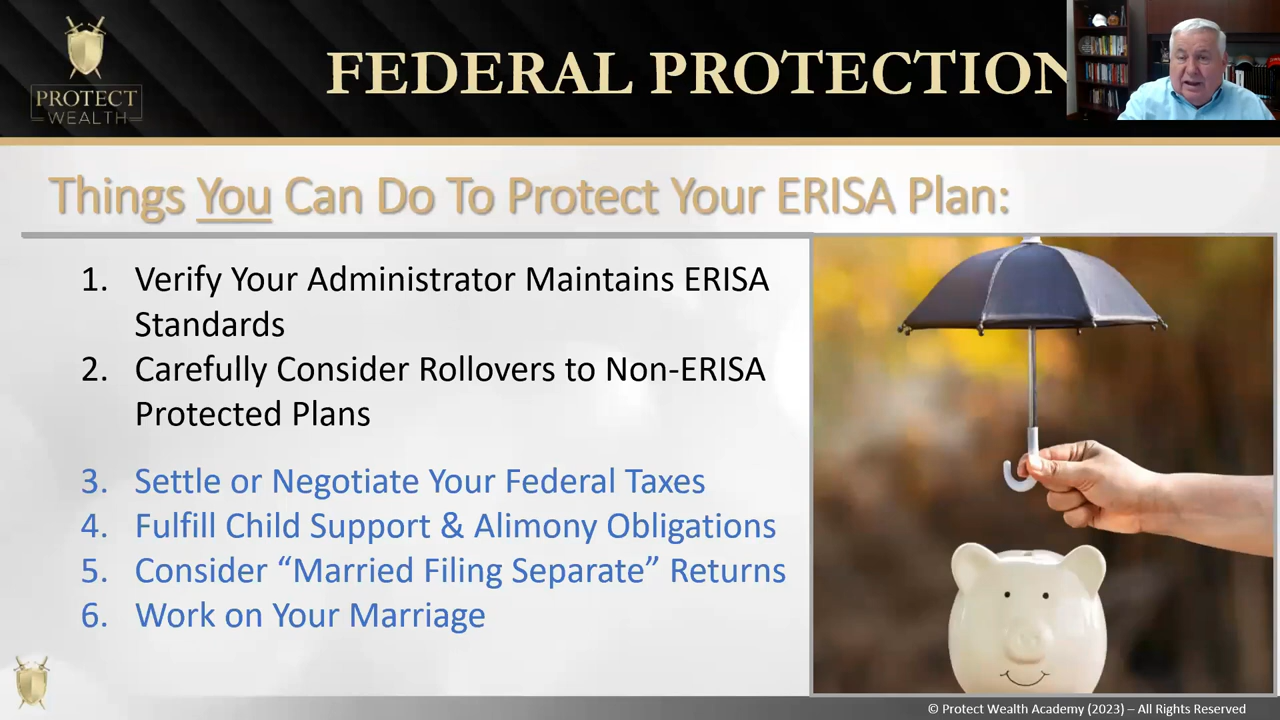 PROTECT
WEALTH
FEDERAL PROTECTION
Things You Can Do To Protect Your ERISA Plan:
1. Verify Your Administrator Maintains ERISA
Standards
2. Carefully Consider Rollovers to Non-ERISA
Protected Plans
3. Settle or Negotiate Your Federal Taxes
4. Fulfill Child Support & Alimony Obligations
5. Consider “Married Filing Separate” Returns
6. Work on Your Marriage
© Protect Wealth Academy (2023) – All Rights Reserved